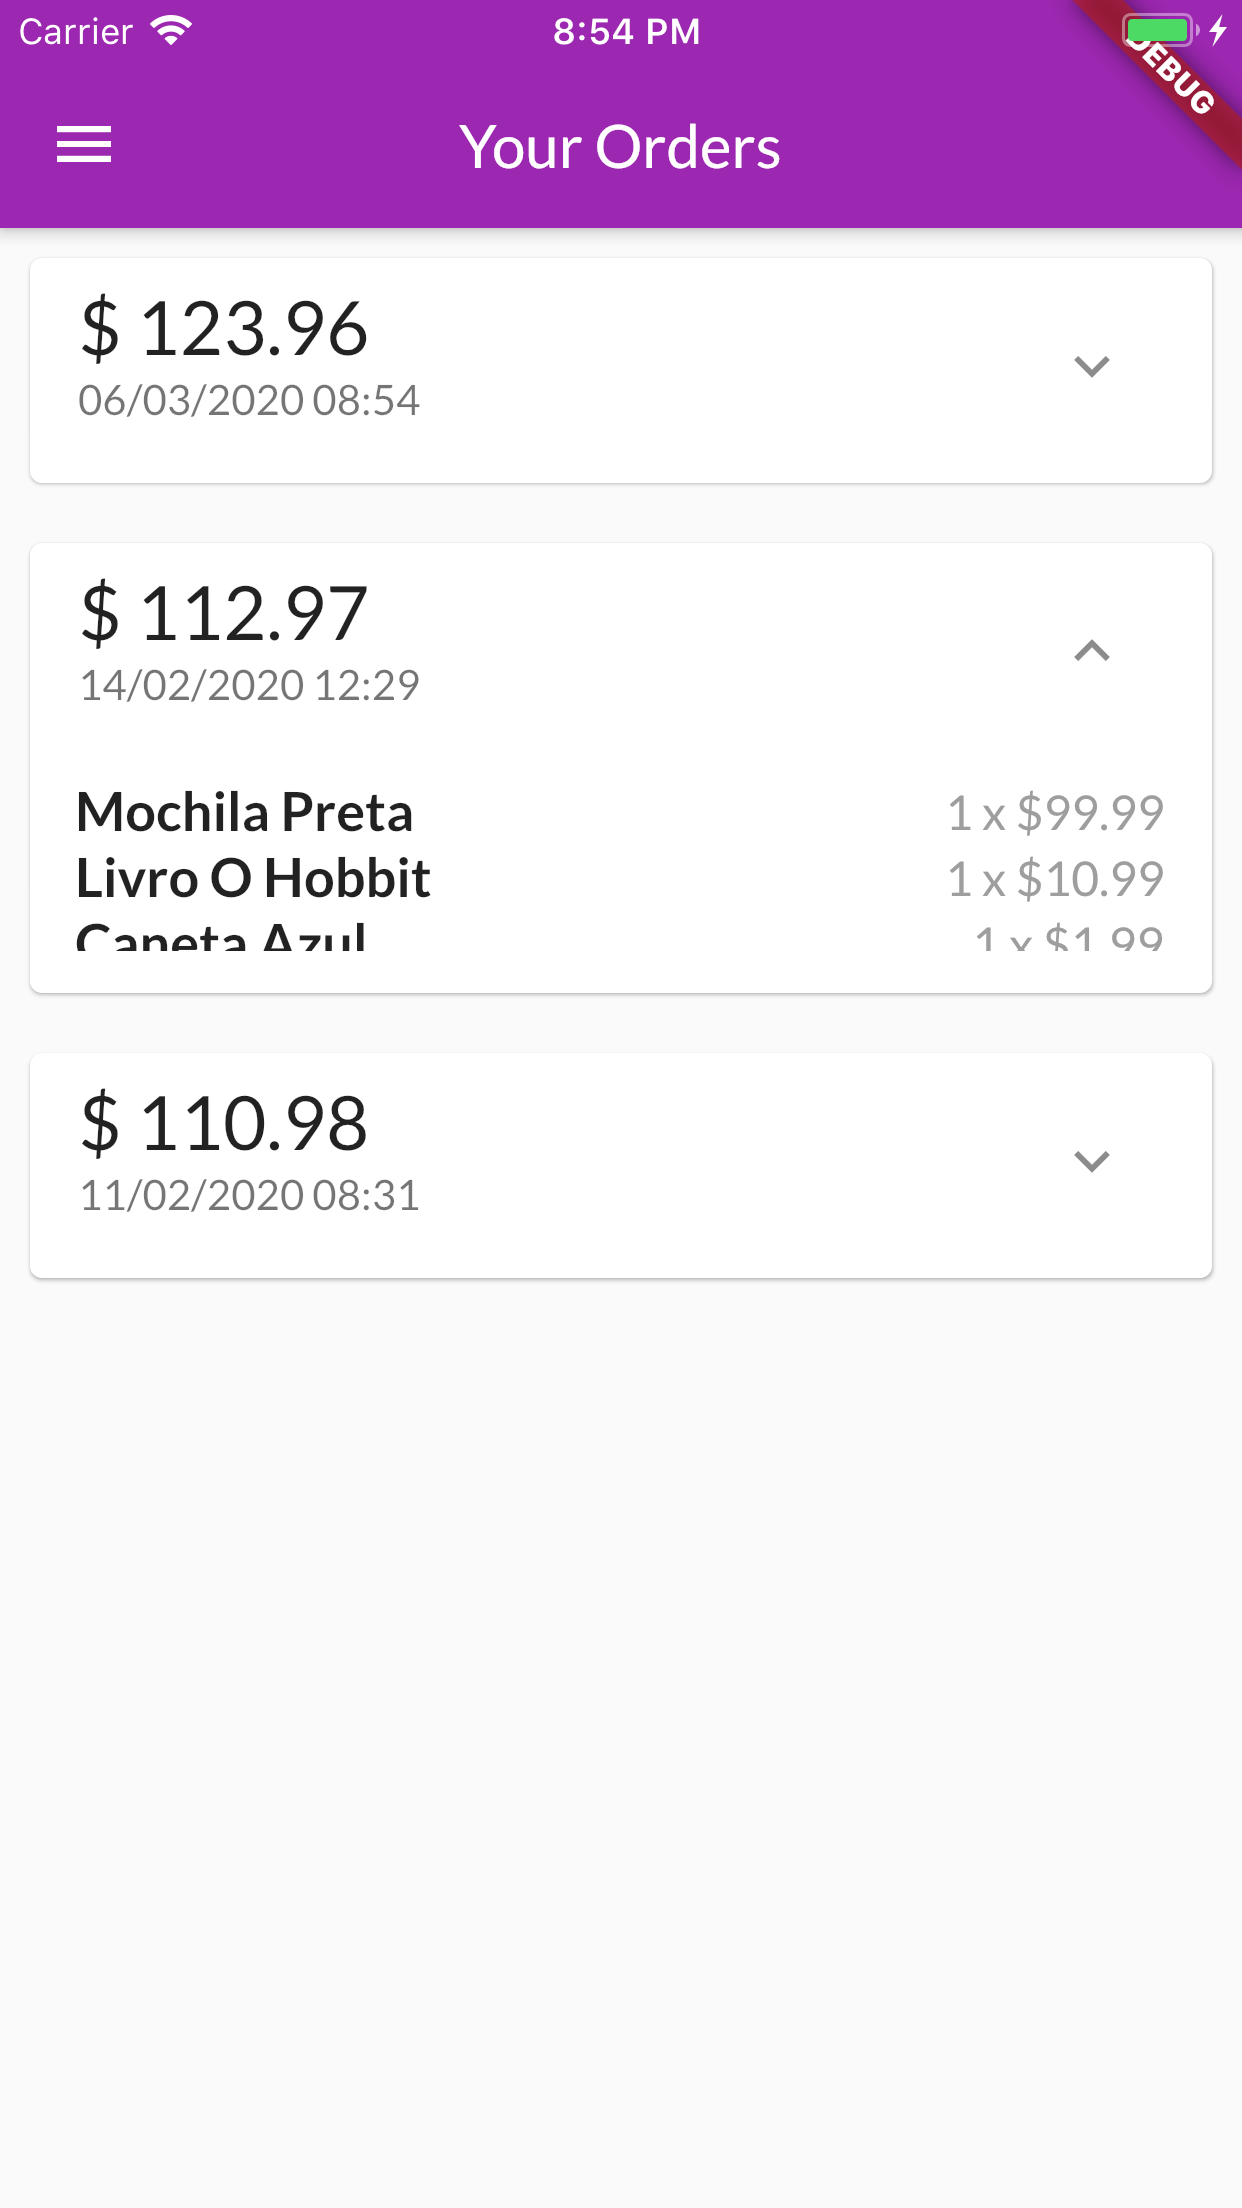 Carrier 8:54 PM
DEBUG
Your Orders
$ 123.96
06/03/2020 08:54
$ 112.97
14/02/2020 12:29
Mochila Preta 1 x $99.99
Livro O Hobbit 1 x $10.99
Caneta Azul 1 x $1.99
$ 110.98
11/02/2020 08:31